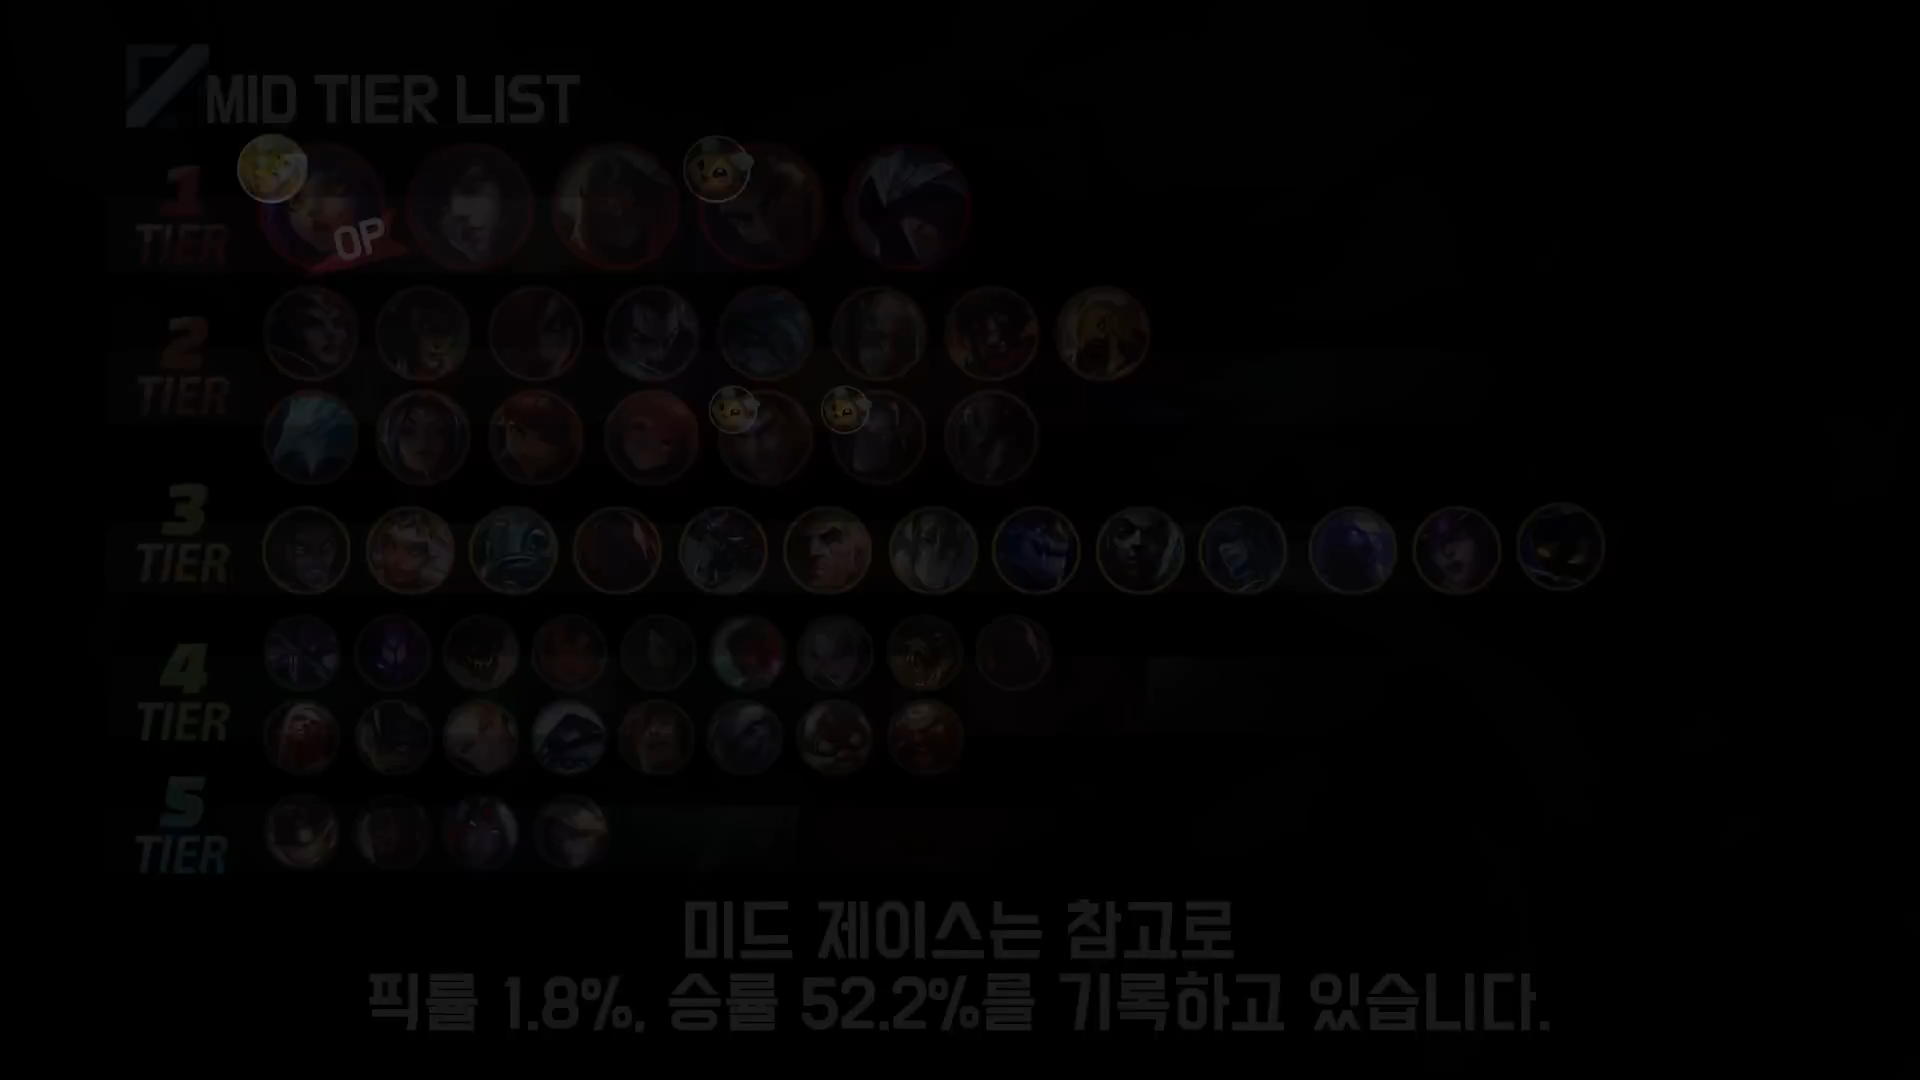 MID TIER LIST
1
TIER
OP
2
TIER
3
TIER
4
TIER
5
TIER
미드 제이스는 참고로
픽률 1.8%, 승률 52.2%를 기록하고 있습니다.